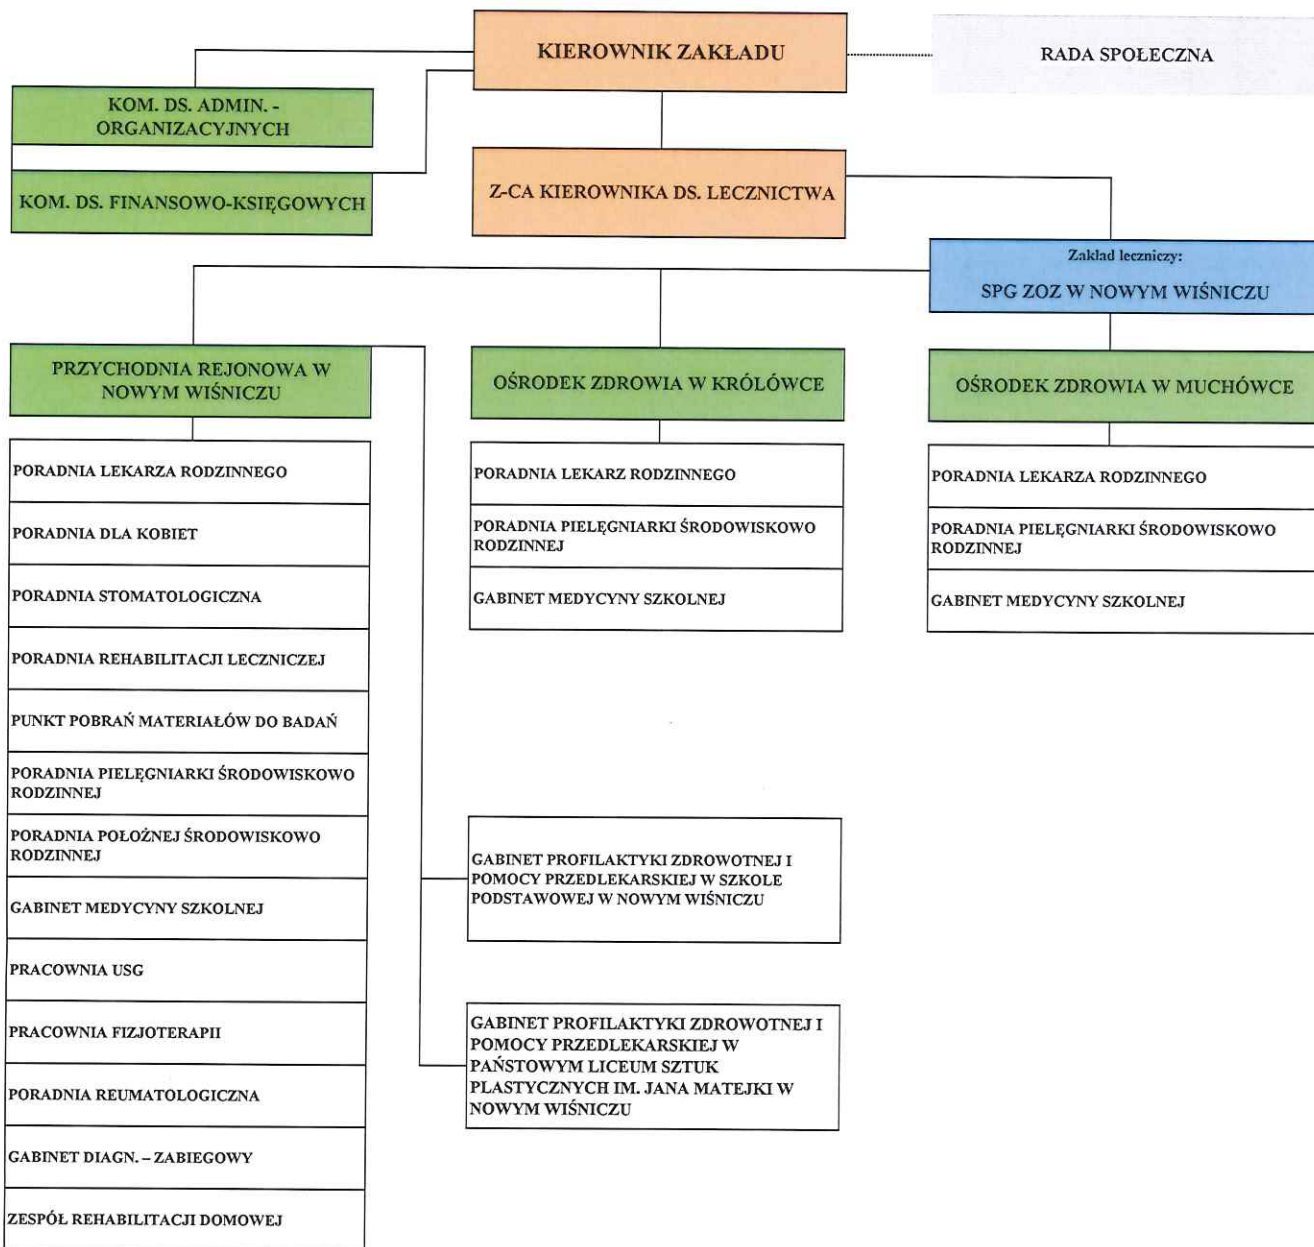 KIEROWNIK ZAKŁADU
RADA SPOŁECZNA
KOM. DS. ADMIN. -
ORGANIZACYJNYCH
KOM. DS. FINANSOWO-KSIĘGOWYCH
Z-CA KIEROWNIKA DS. LECZNICTWA
Zakład leczniczy:
SPG ZOZ W NOWYM WIŚNICZU
PRZYCHODNIA REJONOWA W
NOWYM WIŚNICZU
OŚRODEK ZDROWIA W KRÓLÓWCE
OŚRODEK ZDROWIA W MUCHÓWCE
PORADNIA LEKARZA RODZINNEGO
PORADNIA DLA KOBIET
PORADNIA STOMATOLOGICZNA
PORADNIA REHABILITACJI LECZNICZEJ
PUNKT POBRAŃ MATERIAŁÓW DO BADAŃ
PORADNIA PIELĘGNIARKI ŚRODOWISKOWO
RODZINNEJ
PORADNIA POŁOŻNEJ ŚRODOWISKOWO
RODZINNEJ
GABINET MEDYCYNY SZKOLNEJ
PRACOWNIA USG
PRACOWNIA FIZJOTERAPII
PORADNIA REUMATOLOGICZNA
GABINET DIAGN. – ZABIEGOWY
ZESPÓŁ REHABILITACJI DOMOWEJ
PORADNIA LEKARZ RODZINNEGO
PORADNIA PIELĘGNIARKI ŚRODOWISKOWO
RODZINNEJ
GABINET MEDYCYNY SZKOLNEJ
GABINET PROFILAKTYKI ZDROWOTNEJ I
POMOCY PRZEDLEKARSKIEJ W SZKOLE
PODSTAWOWEJ W NOWYM WIŚNICZU
GABINET PROFILAKTYKI ZDROWOTNEJ I
POMOCY PRZEDLEKARSKIEJ W
PAŃSTOWYM LICEUM SZTUK
PLASTYCZNYCH IM. JANA MATEJKI W
NOWYM WIŚNICZU
PORADNIA LEKARZA RODZINNEGO
PORADNIA PIELĘGNIARKI ŚRODOWISKOWO
RODZINNEJ
GABINET MEDYCYNY SZKOLNEJ